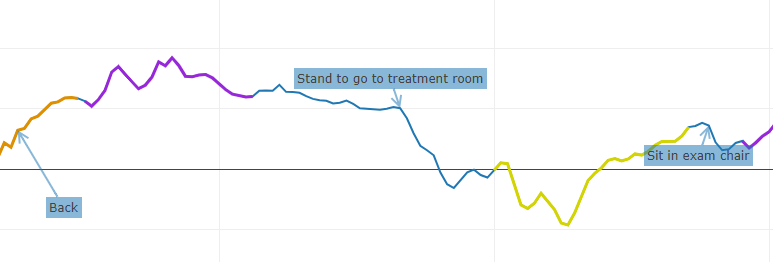 Stand to go to treatment room
Sit in exam chair
Back